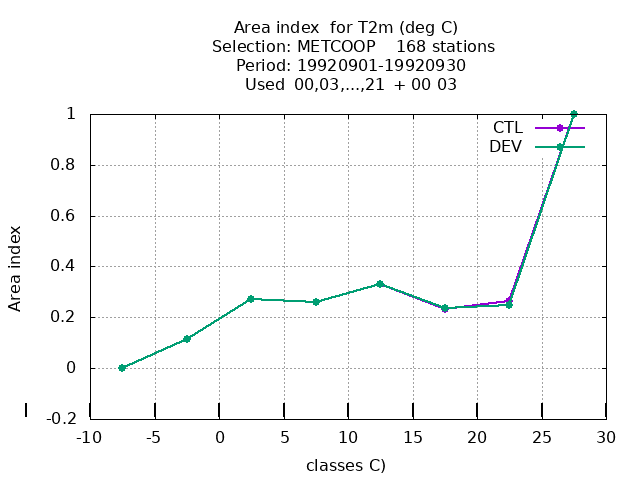 Area index  for T2m (deg C)
Selection: METCOOP    168 stations
Period: 19920901-19920930
Used  00,03,...,21  + 00 03
CTL
DEV
Area index
1
0.8
0.6
0.4
0.2
0
-0.2
-10 -5 0 5 10 15 20 25 30
classes C)